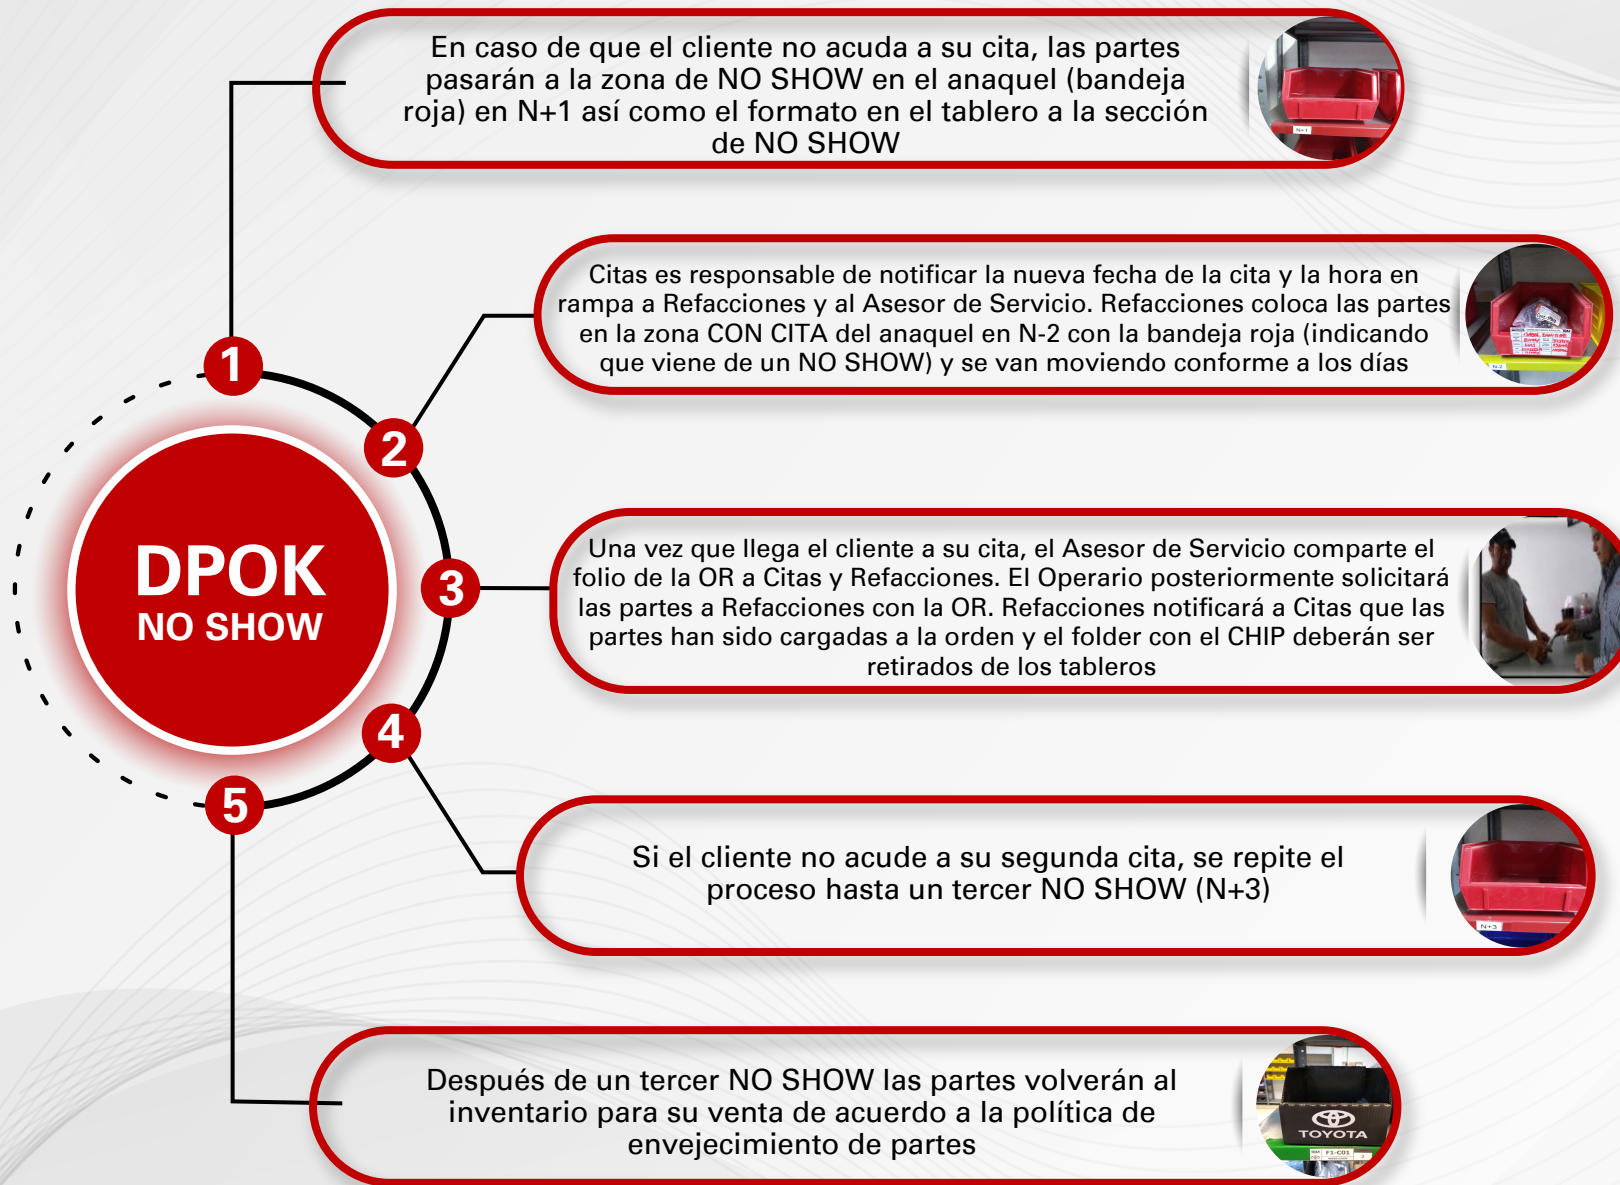 En caso de que el cliente no acuda a su cita, las partes
pasarán a la zona de NO SHOW en el anaquel (bandeja
roja) en N+1 así como el formato en el tablero a la sección
de NO SHOW
N+1
Citas es responsable de notificar la nueva fecha de la cita y la hora en
rampa a Refacciones y al Asesor de Servicio. Refacciones coloca las partes
en la zona CON CITA del anaquel en N-2 con la bandeja roja (indicando
que viene de un NO SHOW) y se van moviendo conforme a los días
N-2
1
2
DPOK
NO SHOW
3
Una vez que llega el cliente a su cita, el Asesor de Servicio comparte el
folio de la OR a Citas y Refacciones. El Operario posteriormente solicitará
las partes a Refacciones con la OR. Refacciones notificará a Citas que las
partes han sido cargadas a la orden y el folder con el CHIP deberán ser
retirados de los tableros
4
5
Si el cliente no acude a su segunda cita, se repite el
proceso hasta un tercer NO SHOW (N+3)
N+3
Después de un tercer NO SHOW las partes volverán al
inventario para su venta de acuerdo a la política de
envejecimiento de partes
TOYOTA
F1-C01
2